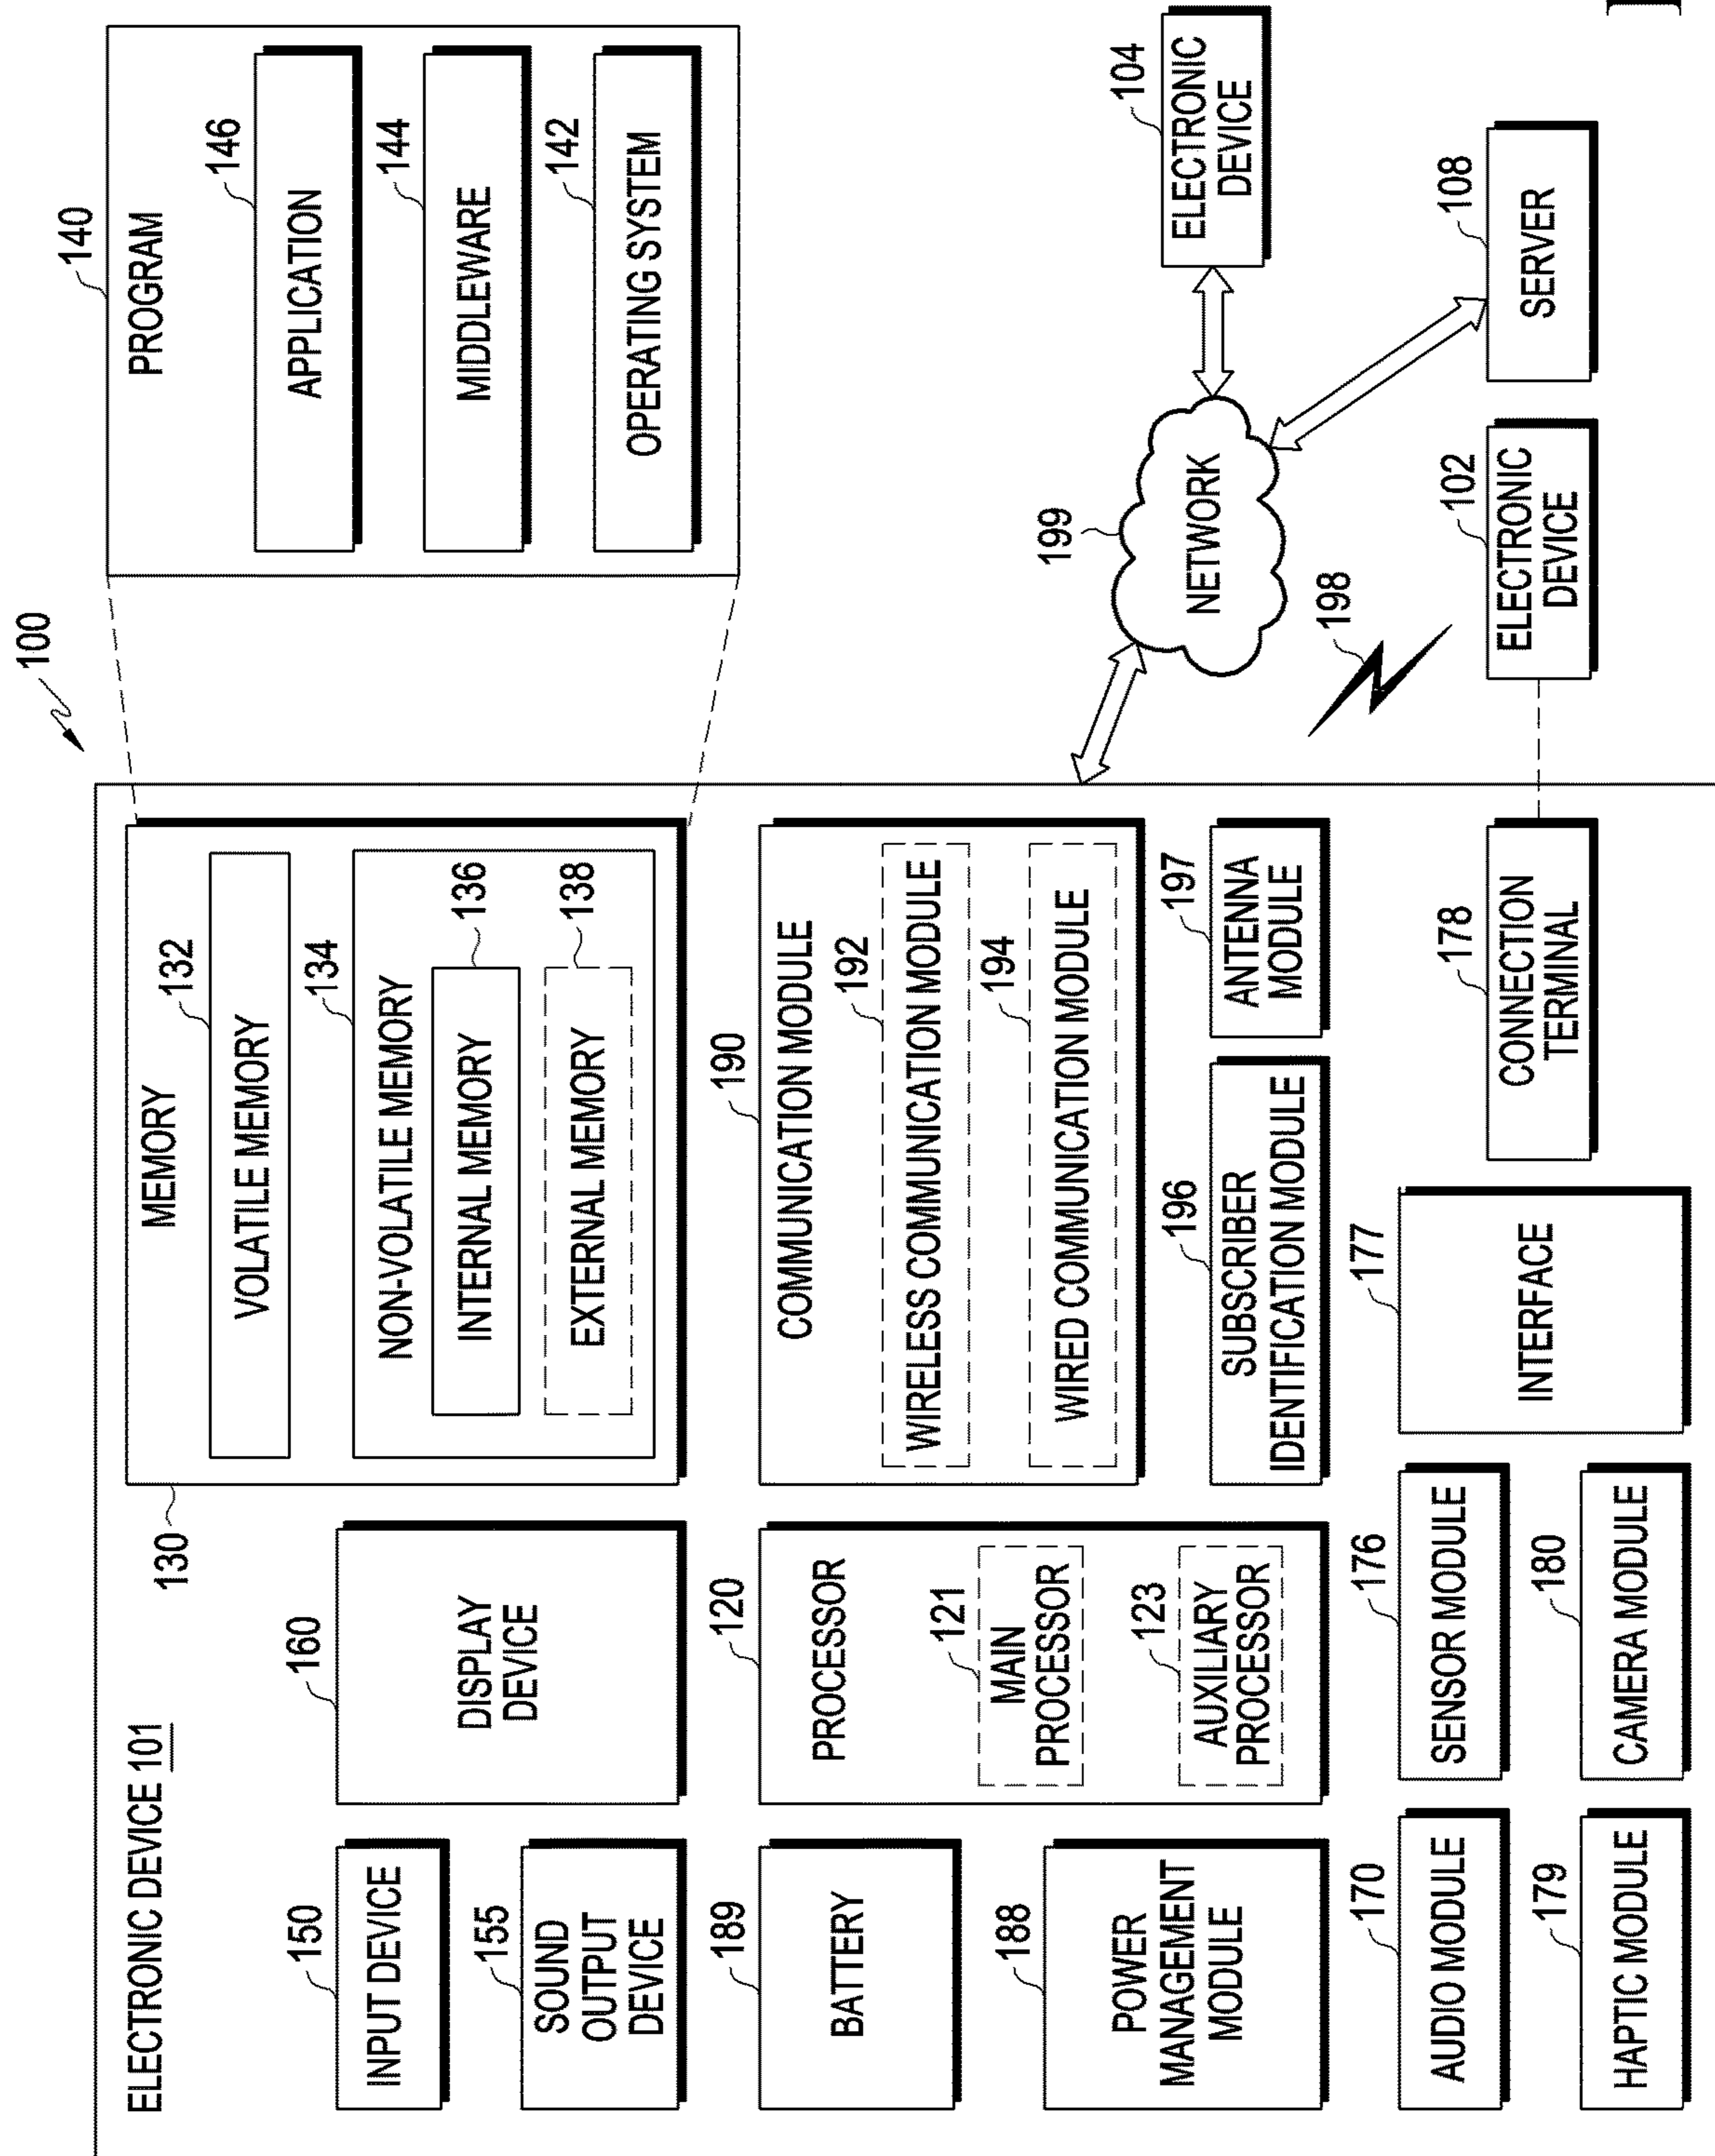 100
ELECTRONIC DEVICE 101
150
INPUT DEVICE
155
SOUND
OUTPUT
DEVICE
160
DISPLAY
DEVICE
130
MEMORY
132
VOLATILE MEMORY
134
NON-VOLATILE MEMORY
136
INTERNAL MEMORY
138
EXTERNAL MEMORY
140
PROGRAM
146
APPLICATION
144
MIDDLEWARE
142
OPERATING SYSTEM
189
BATTERY
188
POWER
MANAGEMENT
MODULE
120
PROCESSOR
121
MAIN
PROCESSOR
123
AUXILIARY
PROCESSOR
190
COMMUNICATION MODULE
192
WIRELESS COMMUNICATION MODULE
194
WIRED COMMUNICATION MODULE
196
SUBSCRIBER
IDENTIFICATION MODULE
197
ANTENNA
MODULE
199
NETWORK
104
ELECTRONIC
DEVICE
198
108
SERVER
170
AUDIO MODULE
176
SENSOR MODULE
177
INTERFACE
178
CONNECTION
TERMINAL
102
ELECTRONIC
DEVICE
179
HAPTIC MODULE
180
CAMERA MODULE